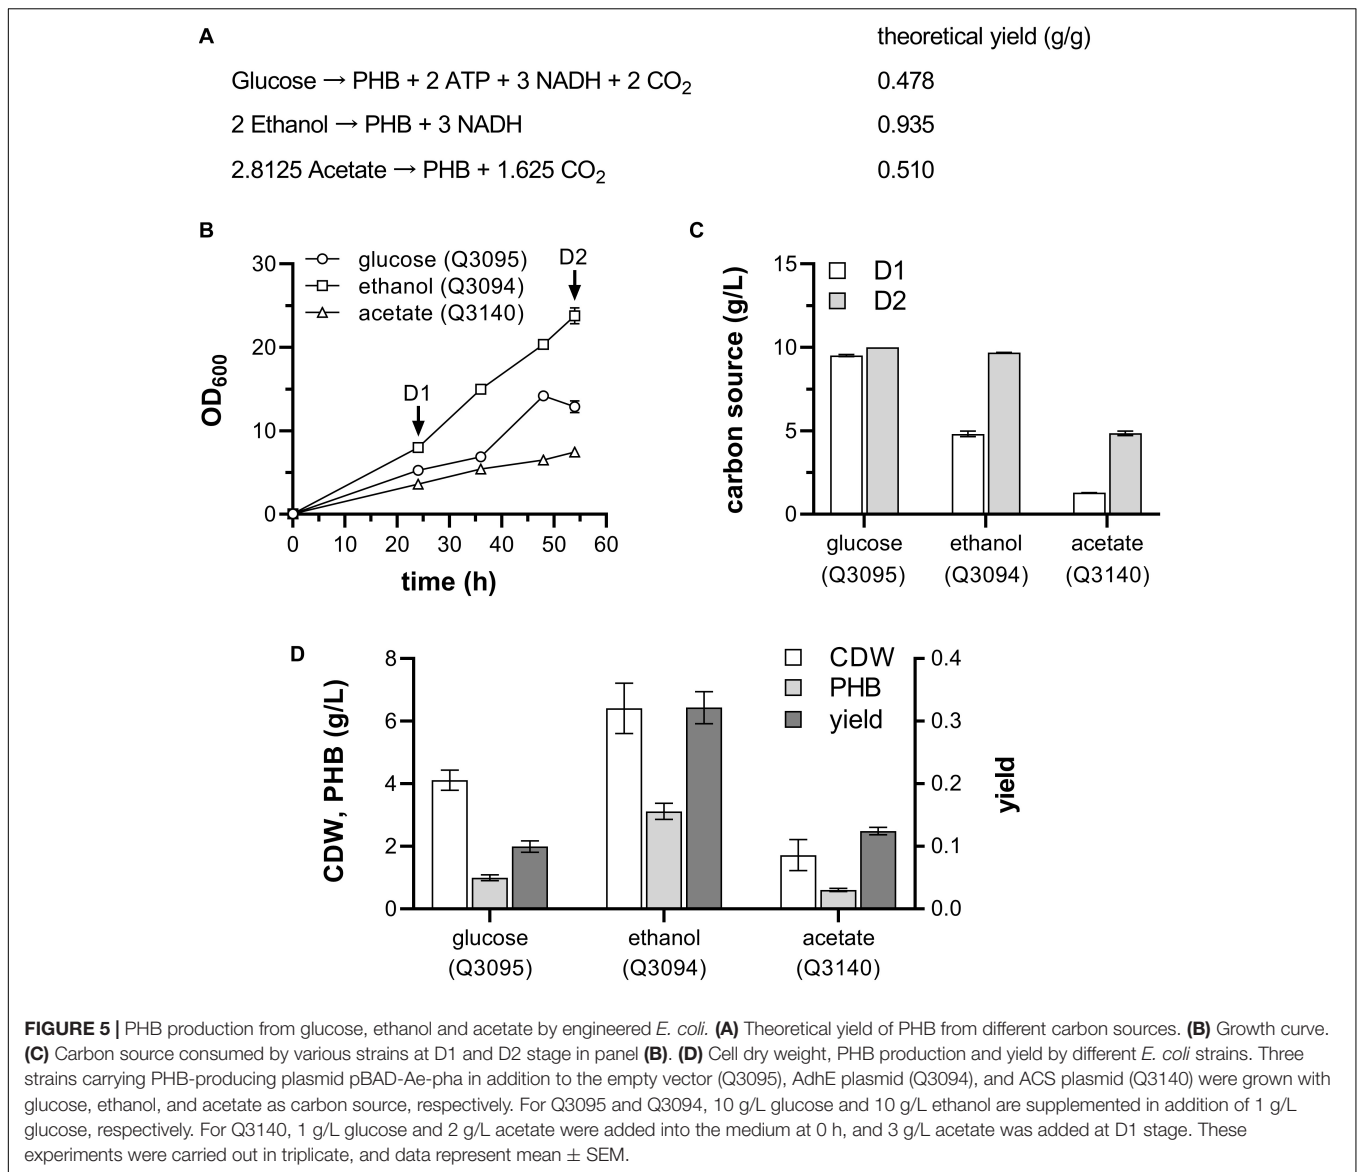 A
theoretical yield (g/g)
Glucose → PHB + 2 ATP + 3 NADH + 2 CO₂ 0.478
2 Ethanol → PHB + 3 NADH 0.935
2.8125 Acetate → PHB + 1.625 CO₂ 0.510
B
glucose (Q3095)
ethanol (Q3094)
acetate (Q3140)
D1
D2
30
20
10
0
OD₆₀₀
0 10 20 30 40 50 60
time (h)
C
D1
D2
15
10
5
0
carbon source (g/L)
glucose ethanol acetate
(Q3095) (Q3094) (Q3140)
D
CDW
PHB
yield
8
6
4
2
0
CDW, PHB (g/L)
0.4
0.3
0.2
0.1
0.0
yield
glucose ethanol acetate
(Q3095) (Q3094) (Q3140)
FIGURE 5 | PHB production from glucose, ethanol and acetate by engineered E. coli. (A) Theoretical yield of PHB from different carbon sources. (B) Growth curve.
(C) Carbon source consumed by various strains at D1 and D2 stage in panel (B). (D) Cell dry weight, PHB production and yield by different E. coli strains. Three
strains carrying PHB-producing plasmid pBAD-Ae-pha in addition to the empty vector (Q3095), AdhE plasmid (Q3094), and ACS plasmid (Q3140) were grown with
glucose, ethanol, and acetate as carbon source, respectively. For Q3095 and Q3094, 10 g/L glucose and 10 g/L ethanol are supplemented in addition of 1 g/L
glucose, respectively. For Q3140, 1 g/L glucose and 2 g/L acetate were added into the medium at 0 h, and 3 g/L acetate was added at D1 stage. These
experiments were carried out in triplicate, and data represent mean ± SEM.